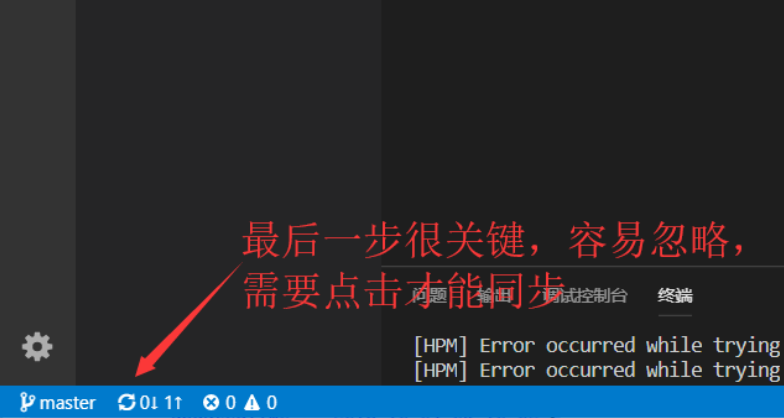 最后一步很关键，容易忽略，
需要点击才能同步
问题 输出 调试控制台 终端
[HPM] Error occurred while trying
[HPM] Error occurred while trying
master 0↓ 1↑ 0 0